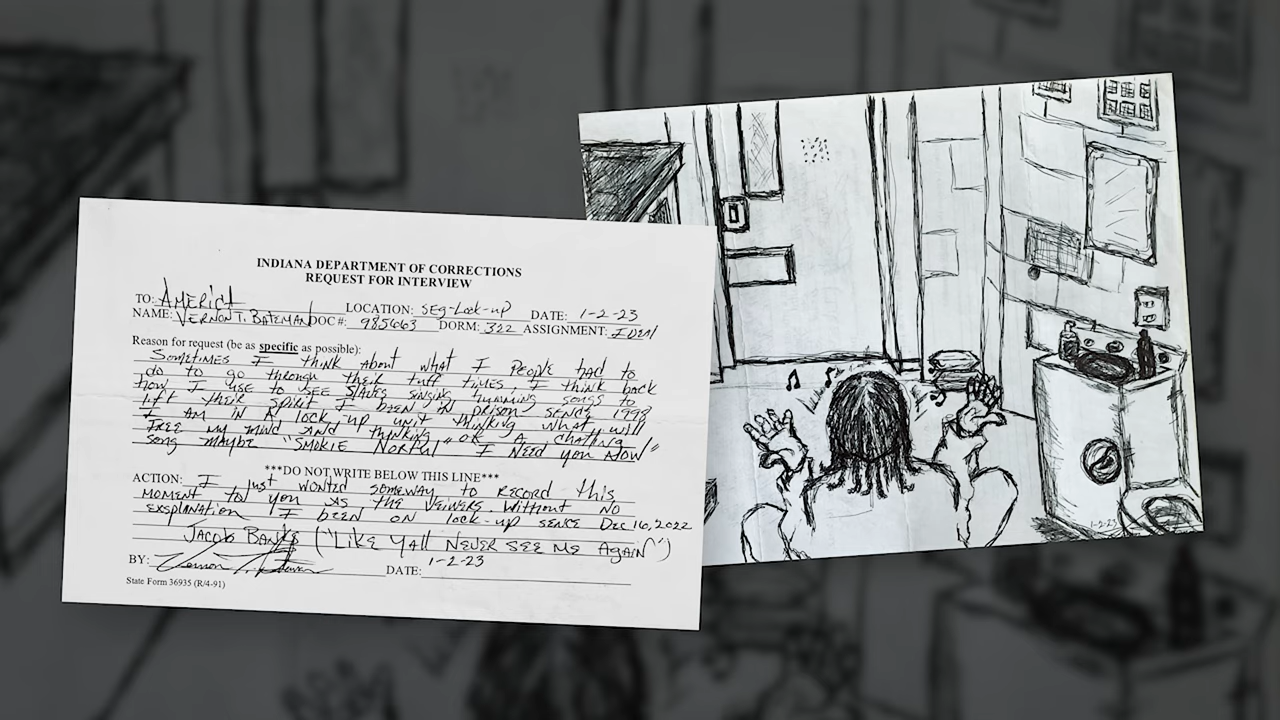 INDIANA DEPARTMENT OF CORRECTIONS
REQUEST FOR INTERVIEW
TO: AMERICA LOCATION: SEG-Lock-up DATE: 1-2-23
NAME: VERNON T. BATEMAN DOC#: 985663 DORM: 322 ASSIGNMENT: IDEAL
Reason for request (be as specific as possible):
SOMETIMES I THINK About what I PEOPLE HAD to
do to go through their tuff times, I think back
how I use to SEE SlAVES SINGING humming songs to
lift their spirit. I been in prison SENCE 1998
I AM IN A lock-up unit thinking what will
FREE my mind AND thinking "OK A challing
song maybe "SMOKIE NORFUl" "I NEED you NOW"
***DO NOT WRITE BELOW THIS LINE***
ACTION: I Just WONTED someway to RECORD this
MOMENT to you AS the VEIWERS. Without NO
EXSPLANATION I been on lock-up SENCE DEC 16, 2022
JACOB BANKS ("LIKE YAll NEVER SEE ME AgAIN")
BY: DATE: 1-2-23
State Form 36935 (R/4-91)
1-2-23